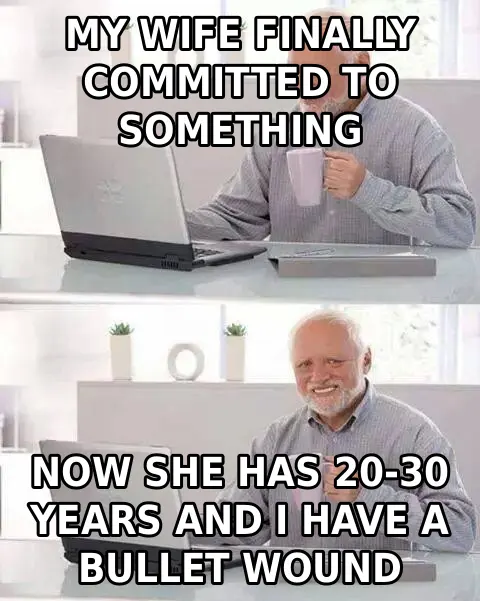 MY WIFE FINALLY
COMMITTED TO
SOMETHING
NOW SHE HAS 20-30
YEARS AND I HAVE A
BULLET WOUND